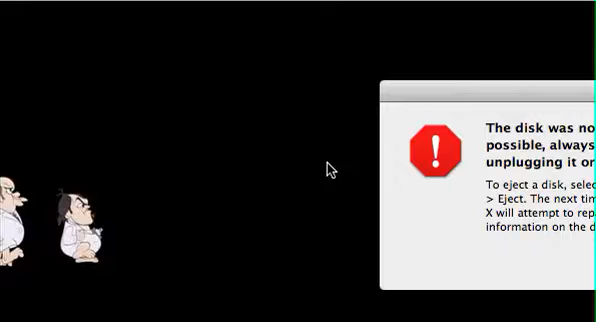 The disk was no
possible, always
unplugging it or
To eject a disk, selec
> Eject. The next tim
X will attempt to repa
information on the d